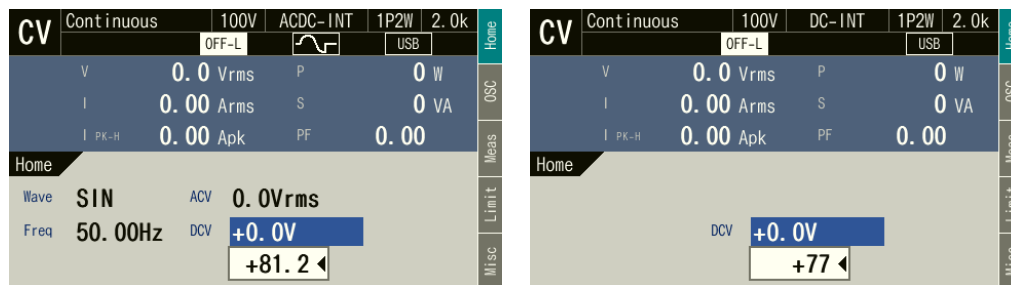 CV Continuous 100V ACDC-INT 1P2W 2.0k
OFF-L USB
V 0.0 Vrms P 0 W
I 0.00 Arms S 0 VA
I PK-H 0.00 Apk PF 0.00
Home
Wave SIN ACV 0.0Vrms
Freq 50.00Hz DCV +0.0V
+81.2
Home
OSC
Meas
Limit
Misc
CV Continuous 100V DC-INT 1P2W 2.0k
OFF-L USB
V 0.0 Vrms P 0 W
I 0.00 Arms S 0 VA
I PK-H 0.00 Apk PF 0.00
Home
DCV +0.0V
+77
Home
OSC
Meas
Limit
Misc